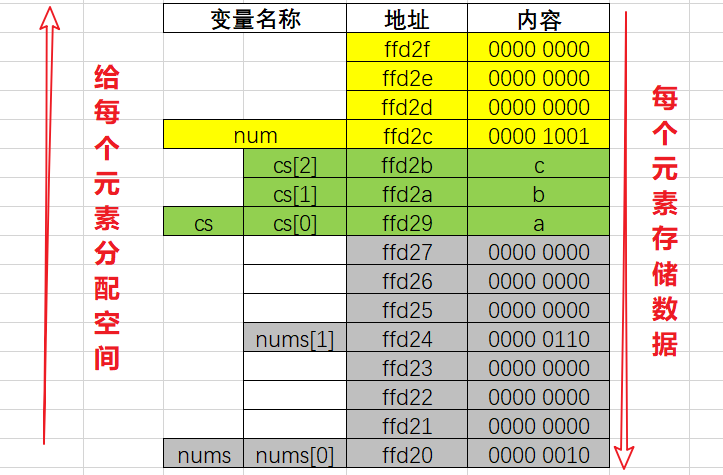 变量名称 地址 内容
ffd2f 0000 0000
ffd2e 0000 0000
ffd2d 0000 0000
num ffd2c 0000 1001
cs[2] ffd2b c
cs[1] ffd2a b
cs cs[0] ffd29 a
ffd27 0000 0000
ffd26 0000 0000
ffd25 0000 0000
nums[1] ffd24 0000 0110
ffd23 0000 0000
ffd22 0000 0000
ffd21 0000 0000
nums nums[0] ffd20 0000 0010
给每个元素分配空间
每个元素存储数据